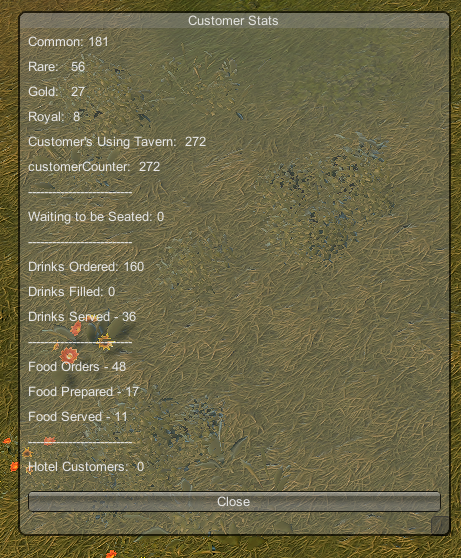 Customer Stats
Common: 181
Rare: 56
Gold: 27
Royal: 8
Customer's Using Tavern: 272
customerCounter: 272
--------------------------
Waiting to be Seated: 0
--------------------------
Drinks Ordered: 160
Drinks Filled: 0
Drinks Served - 36
--------------------------
Food Orders - 48
Food Prepared - 17
Food Served - 11
--------------------------
Hotel Customers: 0
Close